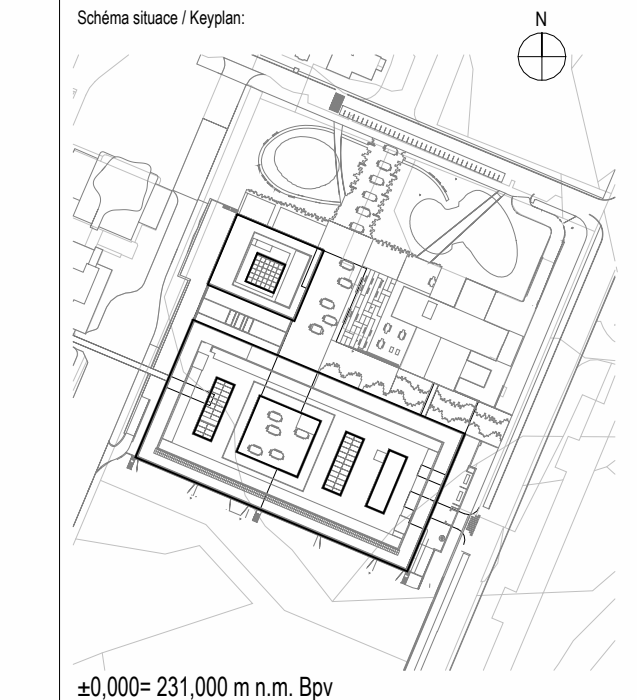 Schéma situace / Keyplan:
N
±0,000= 231,000 m n.m. Bpv